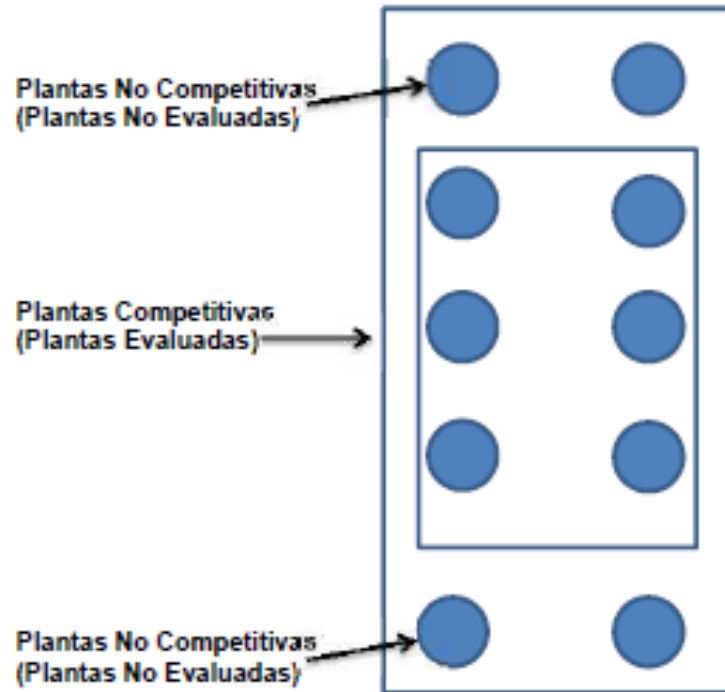 Plantas No Competitivas
(Plantas No Evaluadas)
Plantas Competitivas
(Plantas Evaluadas)
Plantas No Competitivas
(Plantas No Evaluadas)